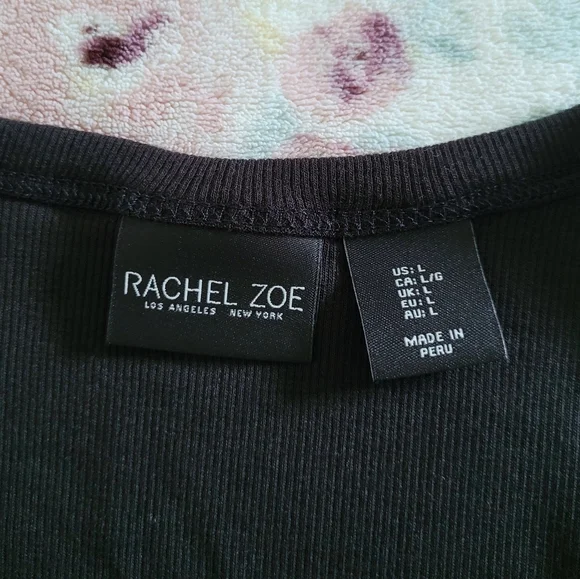 RACHEL ZOE
LOS ANGELES NEW YORK
US: L
CA: L/G
UK: L
EU: L
AU: L
MADE IN
PERU